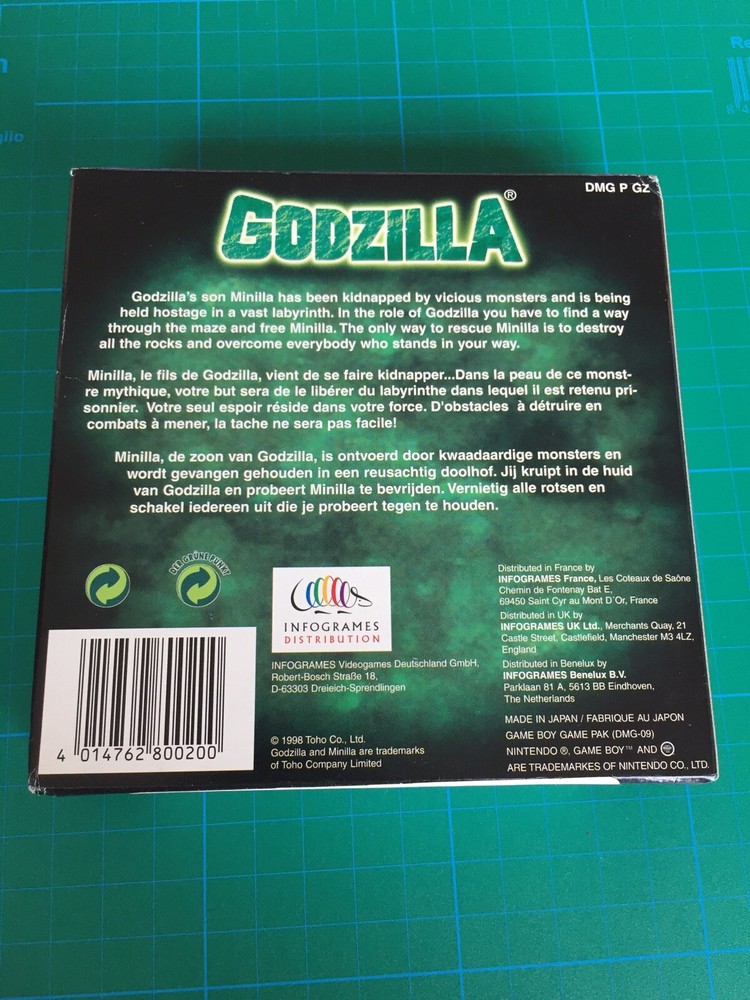 DMG P GZ
GODZILLA®
Godzilla's son Minilla has been kidnapped by vicious monsters and is being
held hostage in a vast labyrinth. In the role of Godzilla you have to find a way
through the maze and free Minilla. The only way to rescue Minilla is to destroy
all the rocks and overcome everybody who stands in your way.
Minilla, le fils de Godzilla, vient de se faire kidnapper...Dans la peau de ce monst-
re mythique, votre but sera de le libérer du labyrinthe dans lequel il est retenu pri-
sonnier. Votre seul espoir réside dans votre force. D'obstacles à détruire en
combats à mener, la tache ne sera pas facile!
Minilla, de zoon van Godzilla, is ontvoerd door kwaadaardige monsters en
wordt gevangen gehouden in een reusachtig doolhof. Jij kruipt in de huid
van Godzilla en probeert Minilla te bevrijden. Vernietig alle rotsen en
schakel iedereen uit die je probeert tegen te houden.
DER GRÜNE PUNKT
INFOGRAMES
DISTRIBUTION
INFOGRAMES Videogames Deutschland GmbH,
Robert-Bosch Straße 18,
D-63303 Dreieich-Sprendlingen
© 1998 Toho Co., Ltd.
Godzilla and Minilla are trademarks
of Toho Company Limited
4 014762 800200
Distributed in France by
INFOGRAMES France, Les Coteaux de Saône
Chemin de Fontenay Bat E,
69450 Saint Cyr au Mont D'Or, France
Distributed in UK by
INFOGRAMES UK Ltd., Merchants Quay, 21
Castle Street, Castlefield, Manchester M3 4LZ,
England
Distributed in Benelux by
INFOGRAMES Benelux B.V.
Parklaan 81 A, 5613 BB Eindhoven,
The Netherlands
MADE IN JAPAN / FABRIQUE AU JAPON
GAME BOY GAME PAK (DMG-09)
NINTENDO ®, GAME BOY™ AND
ARE TRADEMARKES OF NINTENDO CO., LTD.